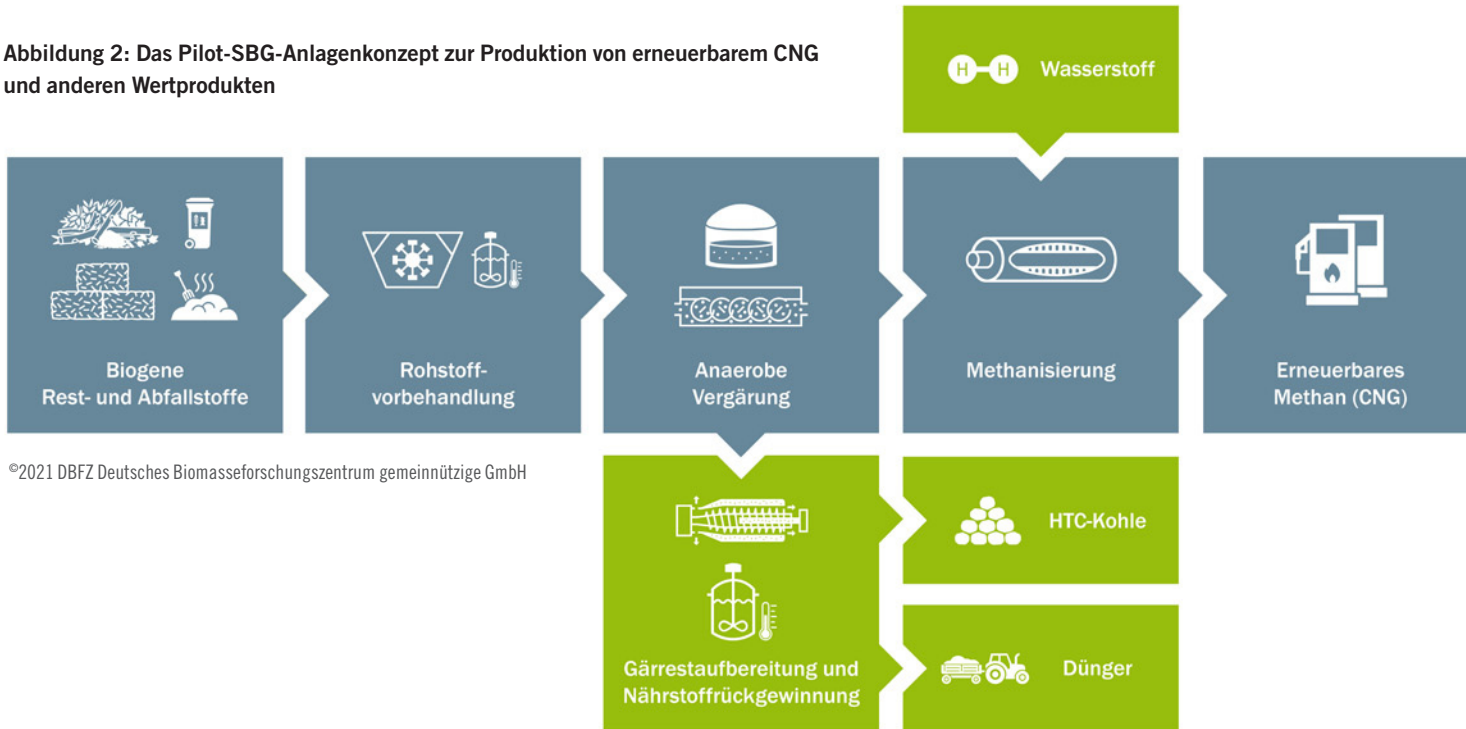 Abbildung 2: Das Pilot-SBG-Anlagenkonzept zur Produktion von erneuerbarem CNG
und anderen Wertprodukten
H H Wasserstoff
Biogene
Rest- und Abfallstoffe
Rohstoff-
vorbehandlung
Anaerobe
Vergärung
Methanisierung
Erneuerbares
Methan (CNG)
©2021 DBFZ Deutsches Biomasseforschungszentrum gemeinnützige GmbH
Gärrestaufbereitung und
Nährstoffrückgewinnung
HTC-Kohle
Dünger